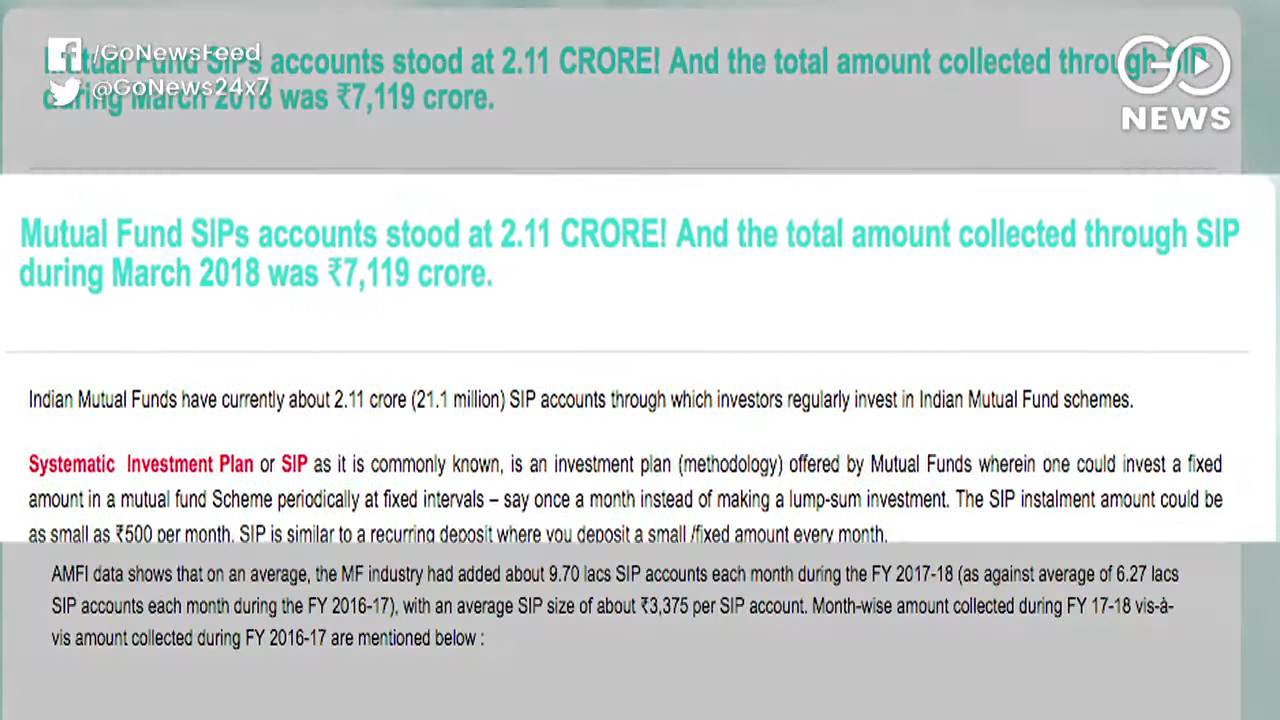 /GoNewsFeed
@GoNews24x7
GO
NEWS
Mutual Fund SIPs accounts stood at 2.11 CRORE! And the total amount collected through SIP
during March 2018 was ₹7,119 crore.
Mutual Fund SIPs accounts stood at 2.11 CRORE! And the total amount collected through SIP
during March 2018 was ₹7,119 crore.
Indian Mutual Funds have currently about 2.11 crore (21.1 million) SIP accounts through which investors regularly invest in Indian Mutual Fund schemes.
Systematic Investment Plan or SIP as it is commonly known, is an investment plan (methodology) offered by Mutual Funds wherein one could invest a fixed
amount in a mutual fund Scheme periodically at fixed intervals – say once a month instead of making a lump-sum investment. The SIP instalment amount could be
as small as ₹500 per month. SIP is similar to a recurring deposit where you deposit a small /fixed amount every month.
AMFI data shows that on an average, the MF industry had added about 9.70 lacs SIP accounts each month during the FY 2017-18 (as against average of 6.27 lacs
SIP accounts each month during the FY 2016-17), with an average SIP size of about ₹3,375 per SIP account. Month-wise amount collected during FY 17-18 vis-à-
vis amount collected during FY 2016-17 are mentioned below :